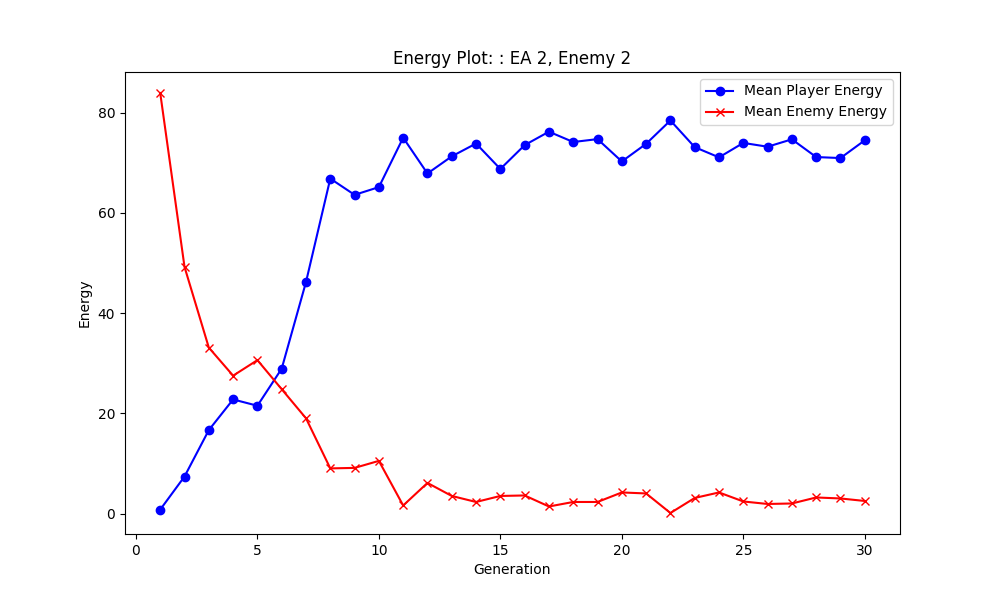 Energy Plot: : EA 2, Enemy 2
Mean Player Energy
Mean Enemy Energy
80
60
40
20
0
Energy
0 5 10 15 20 25 30
Generation